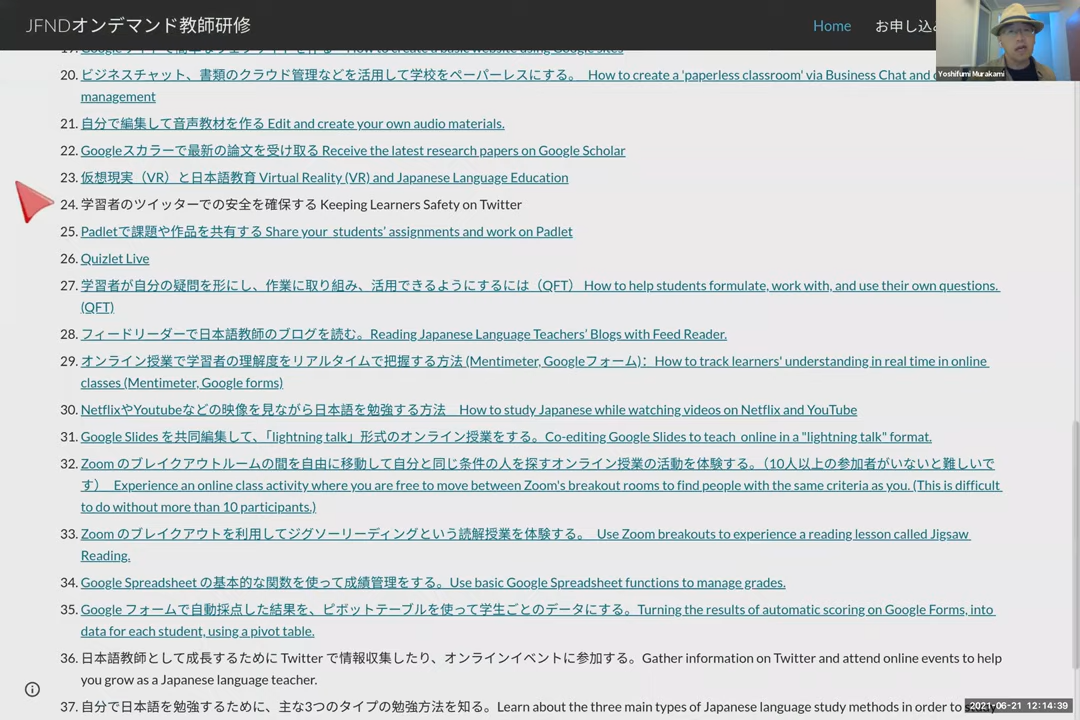 JFNDオンデマンド教師研修
Home
お申し込
Yoshifumi Murakami
20. ビジネスチャット、書類のクラウド管理などを活用して学校をペーパーレスにする。 How to create a 'paperless classroom' via Business Chat and
management
21. 自分で編集して音声教材を作る Edit and create your own audio materials.
22. Googleスカラーで最新の論文を受け取る Receive the latest research papers on Google Scholar
23. 仮想現実（VR）と日本語教育 Virtual Reality (VR) and Japanese Language Education
24. 学習者のツイッターでの安全を確保する Keeping Learners Safety on Twitter
25. Padletで課題や作品を共有する Share your students’ assignments and work on Padlet
26. Quizlet Live
27. 学習者が自分の疑問を形にし、作業に取り組み、活用できるようにするには（QFT） How to help students formulate, work with, and use their own questions.
(QFT)
28. フィードリーダーで日本語教師のブログを読む。Reading Japanese Language Teachers’ Blogs with Feed Reader.
29. オンライン授業で学習者の理解度をリアルタイムで把握する方法 (Mentimeter, Googleフォーム)： How to track learners' understanding in real time in online
classes (Mentimeter, Google forms)
30. NetflixやYoutubeなどの映像を見ながら日本語を勉強する方法　How to study Japanese while watching videos on Netflix and YouTube
31. Google Slides を共同編集して、「lightning talk」形式のオンライン授業をする。Co-editing Google Slides to teach online in a "lightning talk" format.
32. Zoom のブレイクアウトルームの間を自由に移動して自分と同じ条件の人を探すオンライン授業の活動を体験する。（10人以上の参加者がいないと難しいで
す） Experience an online class activity where you are free to move between Zoom's breakout rooms to find people with the same criteria as you. (This is difficult
to do without more than 10 participants.)
33. Zoom のブレイクアウトを利用してジグソーリーディングという読解授業を体験する。 Use Zoom breakouts to experience a reading lesson called Jigsaw
Reading.
34. Google Spreadsheet の基本的な関数を使って成績管理をする。Use basic Google Spreadsheet functions to manage grades.
35. Google フォームで自動採点した結果を、ピボットテーブルを使って学生ごとのデータにする。Turning the results of automatic scoring on Google Forms, into
data for each student, using a pivot table.
36. 日本語教師として成長するために Twitter で情報収集したり、オンラインイベントに参加する。Gather information on Twitter and attend online events to help
you grow as a Japanese language teacher.
37. 自分で日本語を勉強するために、主な3つのタイプの勉強方法を知る。Learn about the three main types of Japanese language study methods in order to
2021-06-21 12:14:39